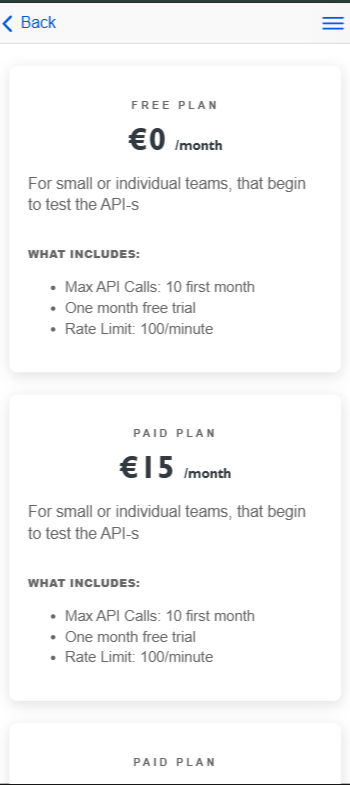 Back
FREE PLAN
€0 /month
For small or individual teams, that begin
to test the API-s
WHAT INCLUDES:
• Max API Calls: 10 first month
• One month free trial
• Rate Limit: 100/minute
PAID PLAN
€15 /month
For small or individual teams, that begin
to test the API-s
WHAT INCLUDES:
• Max API Calls: 10 first month
• One month free trial
• Rate Limit: 100/minute
PAID PLAN